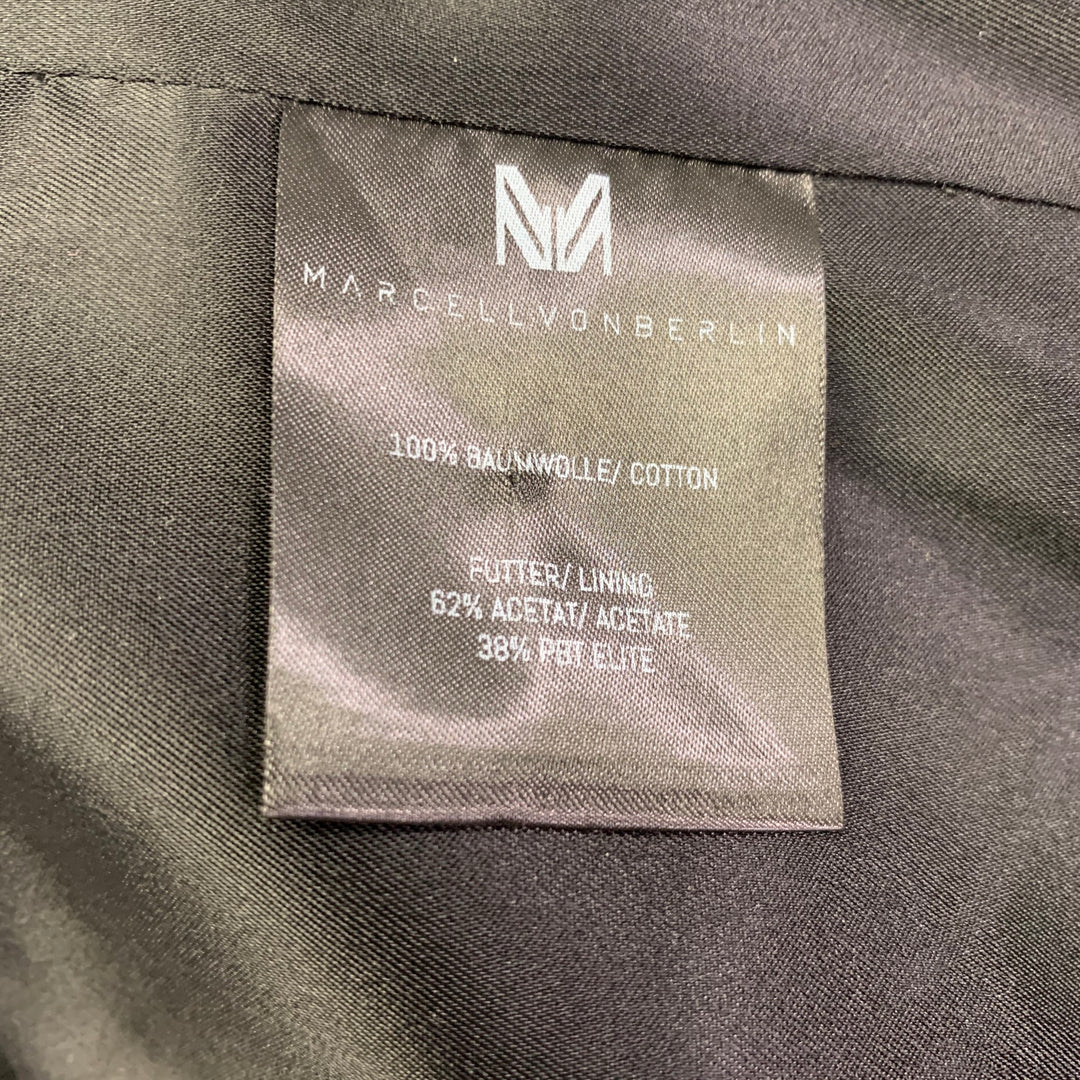 MARCELLVONBERLIN
100% BAUMWOLLE/ COTTON
FUTTER/ LINING
62% ACETAT/ ACETATE
38% PBT ELITE